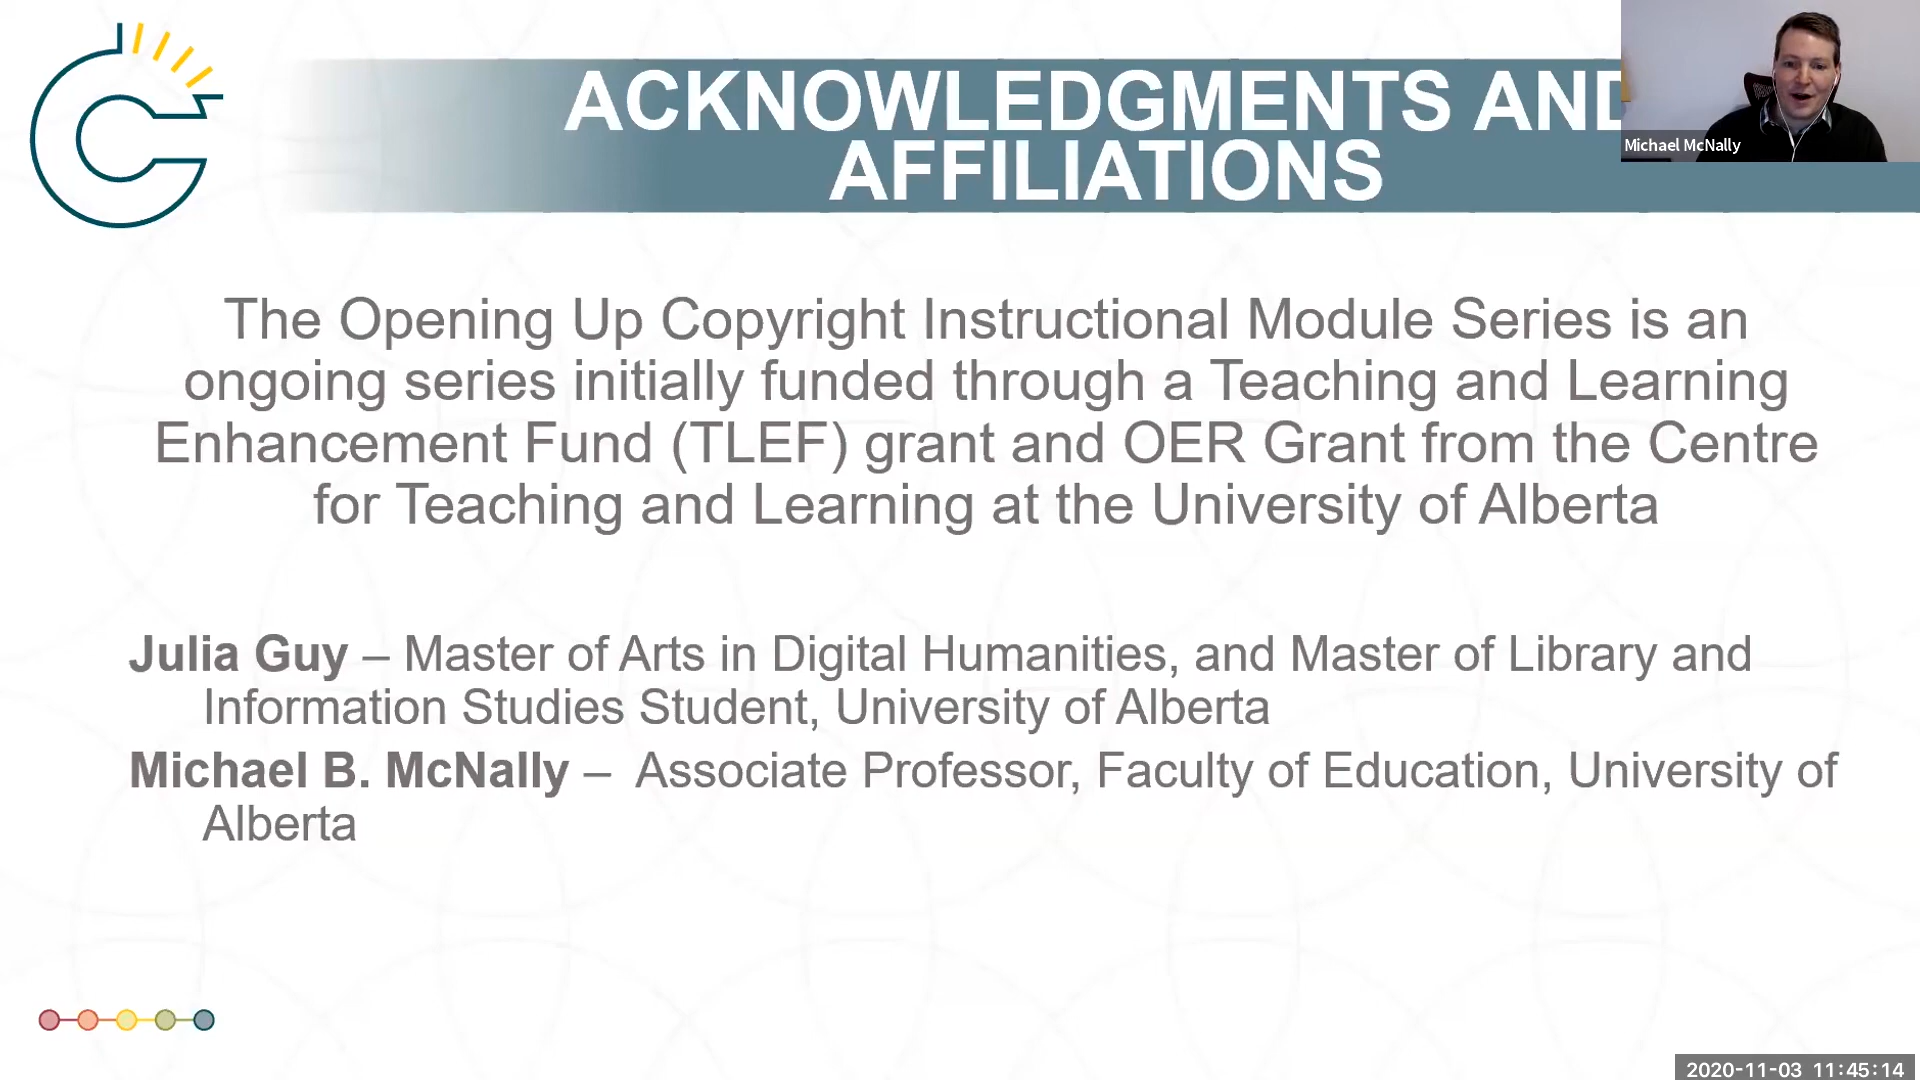 ACKNOWLEDGMENTS AND
AFFILIATIONS
Michael McNally
The Opening Up Copyright Instructional Module Series is an
ongoing series initially funded through a Teaching and Learning
Enhancement Fund (TLEF) grant and OER Grant from the Centre
for Teaching and Learning at the University of Alberta
Julia Guy – Master of Arts in Digital Humanities, and Master of Library and
Information Studies Student, University of Alberta
Michael B. McNally – Associate Professor, Faculty of Education, University of
Alberta
2020-11-03 11:45:14